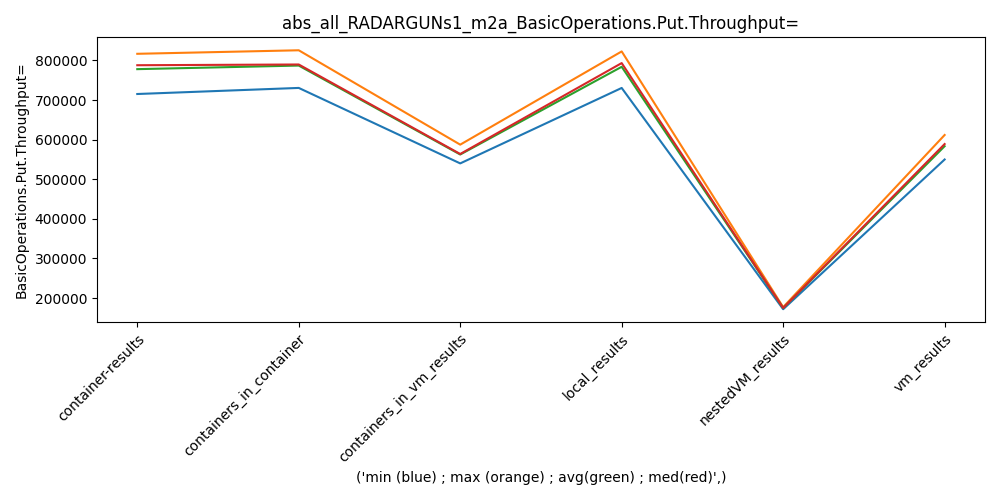 abs_all_RADARGUNs1_m2a_BasicOperations.Put.Throughput=
BasicOperations.Put.Throughput=
800000
700000
600000
500000
400000
300000
200000
container-results
containers_in_container
containers_in_vm_results
local_results
nestedVM_results
vm_results
('min (blue) ; max (orange) ; avg(green) ; med(red)',)